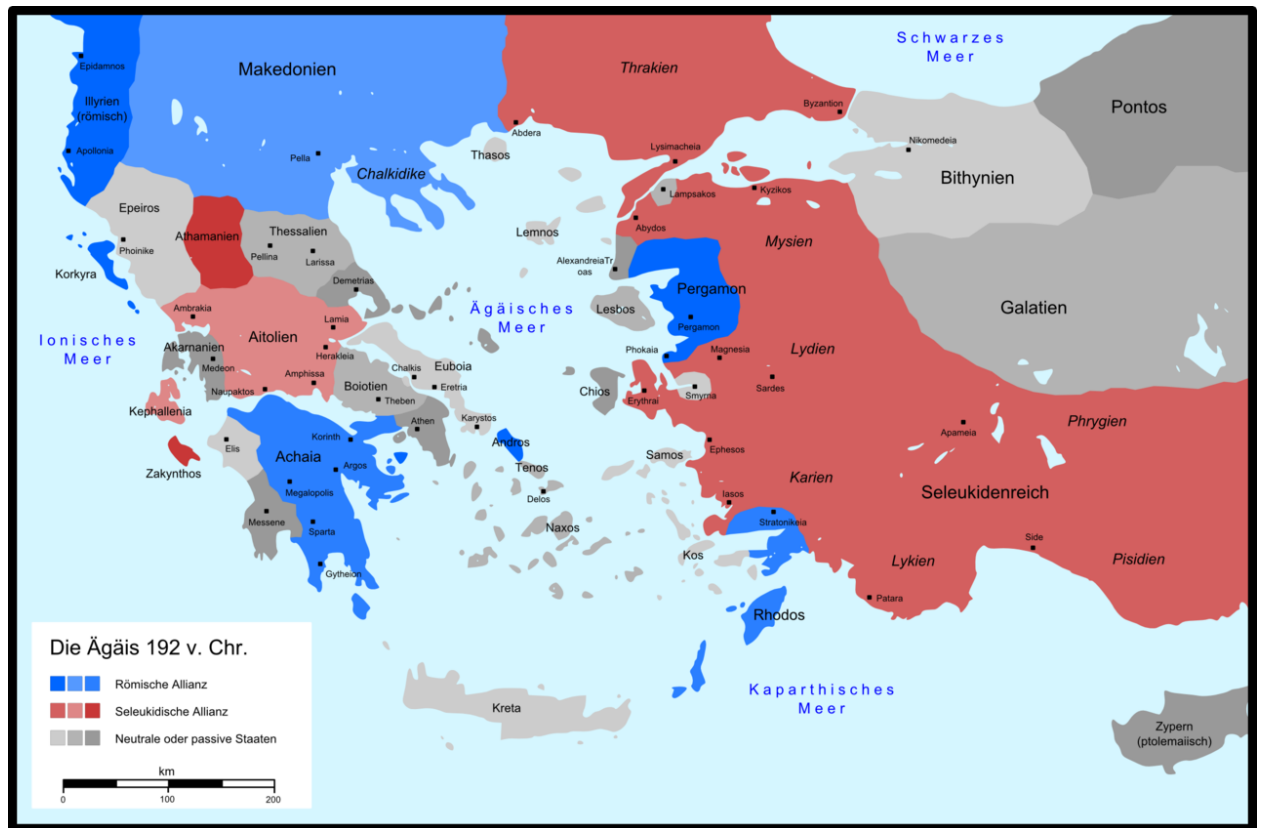 Schwarzes
Meer
Epidamnos
Makedonien
Thrakien
Illyrien
(römisch)
Byzantion
Pontos
Abdera
Nikomedeia
Apollonia
Pella
Thasos
Lysimacheia
Chalkidike
Bithynien
Lampsakos
Kyzikos
Epeiros
Abydos
Athamanien
Thessalien
Lemnos
Mysien
Phoinike
Pellina
Larissa
AlexandreiaTr
oas
Korkyra
Demetrias
Pergamon
Ambrakia
Ägäisches
Meer
Lesbos
Galatien
Lamia
Pergamon
Ionisches
Meer
Aitolien
Akarnanien
Herakleia
Phokaia
Magnesia
Lydien
Medeon
Chalkis
Euboia
Amphissa
Boiotien
Eretria
Sardes
Naupaktos
Theben
Chios
Erythrai
Smyrna
Kephallenia
Karystos
Phrygien
Athen
Apameia
Korinth
Andros
Ephesos
Elis
Achaia
Samos
Zakynthos
Argos
Tenos
Karien
Megalopolis
Delos
Iasos
Seleukidenreich
Messene
Sparta
Naxos
Stratonikeia
Side
Kos
Lykien
Pisidien
Gytheion
Patara
Rhodos
Die Ägäis 192 v. Chr.
Römische Allianz
Seleukidische Allianz
Neutrale oder passive Staaten
km
0
100
200
Kaparthisches
Meer
Kreta
Zypern
(ptolemaiisch)